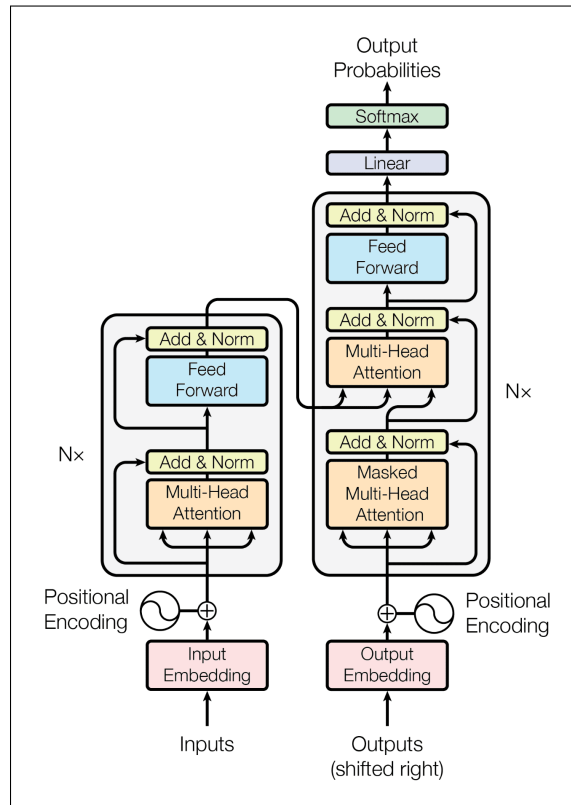 Output
Probabilities
Softmax
Linear
Add & Norm
Feed
Forward
Add & Norm
Multi-Head
Attention
Nx
Add & Norm
Masked
Multi-Head
Attention
Add & Norm
Feed
Forward
Nx
Add & Norm
Multi-Head
Attention
Positional
Encoding
Positional
Encoding
Input
Embedding
Output
Embedding
Inputs
Outputs
(shifted right)